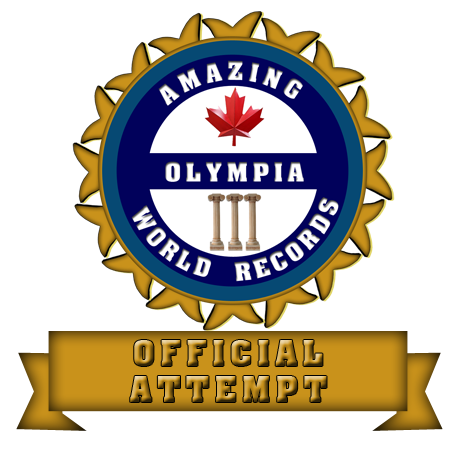 AMAZING
OLYMPIA
WORLD RECORDS
OFFICIAL
ATTEMPT